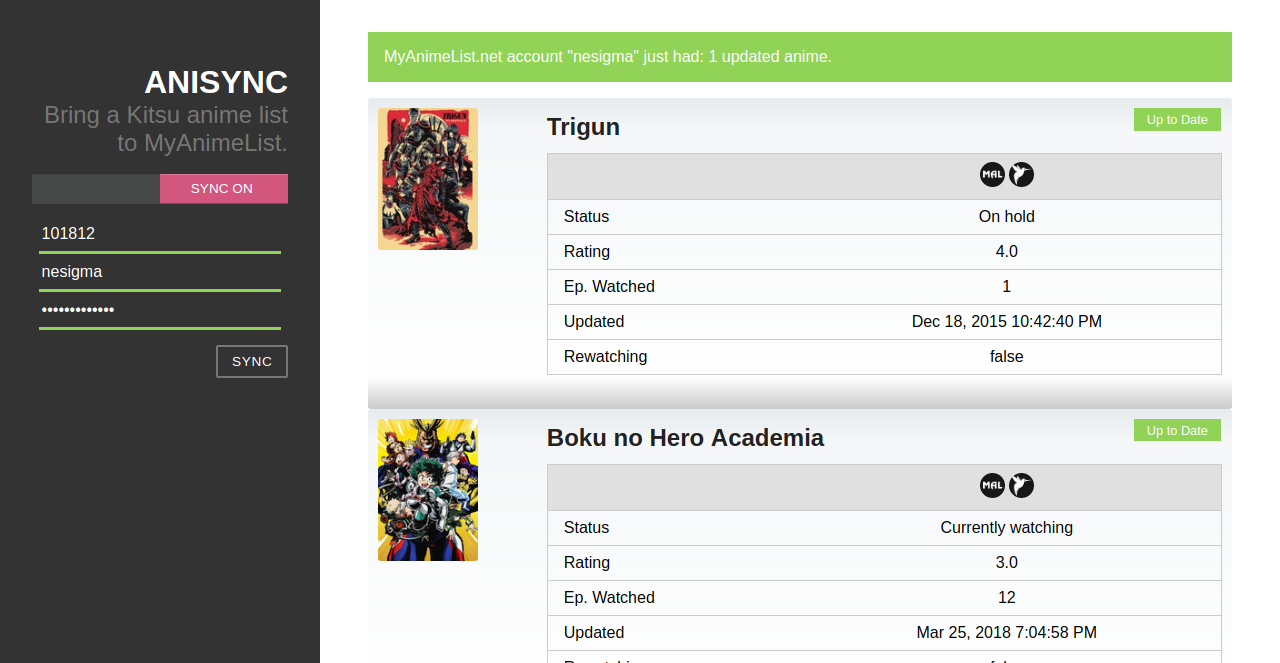 ANISYNC
Bring a Kitsu anime list
to MyAnimeList.
SYNC ON
101812
nesigma
•••••••••••••
SYNC
MyAnimeList.net account "nesigma" just had: 1 updated anime.
TRIGUN
Trigun
Up to Date
MAL
Status On hold
Rating 4.0
Ep. Watched 1
Updated Dec 18, 2015 10:42:40 PM
Rewatching false
Boku no Hero Academia
Up to Date
MAL
Status Currently watching
Rating 3.0
Ep. Watched 12
Updated Mar 25, 2018 7:04:58 PM